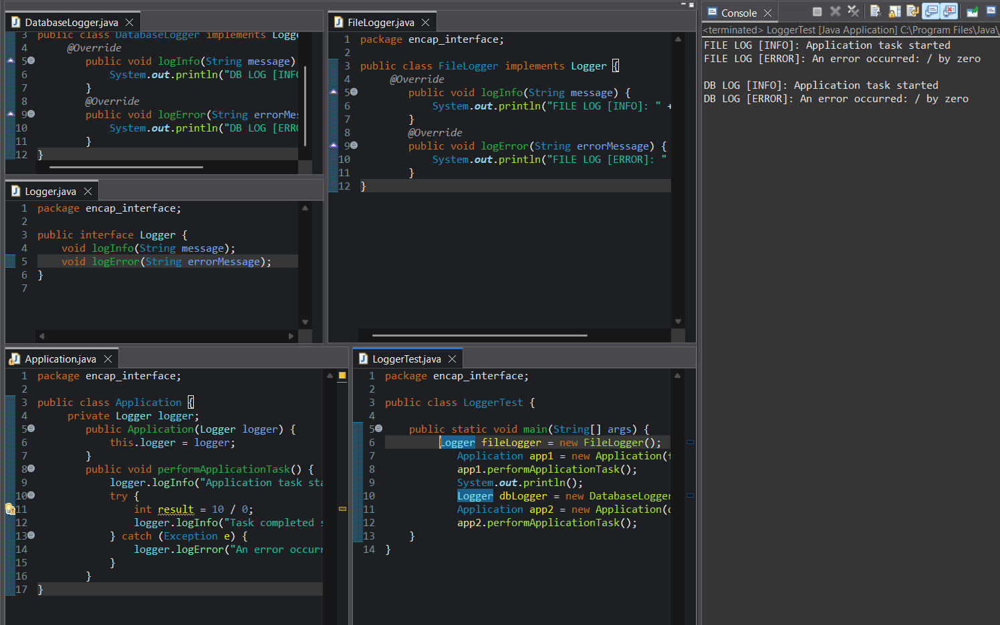 DatabaseLogger.java
3 public class DatabaseLogger implements Logge
4 @Override
5 public void logInfo(String message)
6 System.out.println("DB LOG [INFO
7 }
8 @Override
9 public void logError(String errorMes
10 System.out.println("DB LOG [ERRO
11 }
12 }
Logger.java
1 package encap_interface;
2
3 public interface Logger {
4 void logInfo(String message);
5 void logError(String errorMessage);
6 }
7
FileLogger.java
1 package encap_interface;
2
3 public class FileLogger implements Logger {
4 @Override
5 public void logInfo(String message) {
6 System.out.println("FILE LOG [INFO]: " +
7 }
8 @Override
9 public void logError(String errorMessage) {
10 System.out.println("FILE LOG [ERROR]: "
11 }
12 }
Application.java
1 package encap_interface;
2
3 public class Application {
4 private Logger logger;
5 public Application(Logger logger) {
6 this.logger = logger;
7 }
8 public void performApplicationTask() {
9 logger.logInfo("Application task sta
10 try {
11 int result = 10 / 0;
12 logger.logInfo("Task completed s
13 } catch (Exception e) {
14 logger.logError("An error occurr
15 }
16 }
17 }
LoggerTest.java
1 package encap_interface;
2
3 public class LoggerTest {
4
5 public static void main(String[] args) {
6 Logger fileLogger = new FileLogger();
7 Application app1 = new Application(f
8 app1.performApplicationTask();
9 System.out.println();
10 Logger dbLogger = new DatabaseLogger
11 Application app2 = new Application(d
12 app2.performApplicationTask();
13 }
14 }
Console
<terminated> LoggerTest [Java Application] C:\Program Files\Java\
FILE LOG [INFO]: Application task started
FILE LOG [ERROR]: An error occurred: / by zero
DB LOG [INFO]: Application task started
DB LOG [ERROR]: An error occurred: / by zero